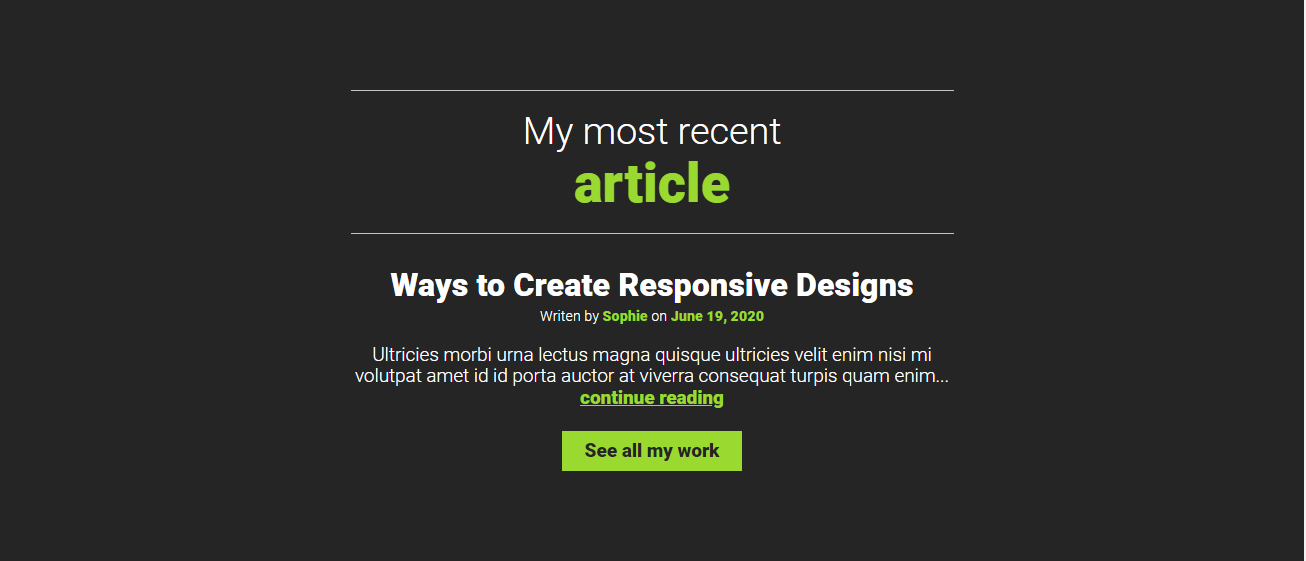 My most recent
article
Ways to Create Responsive Designs
Writen by Sophie on June 19, 2020
Ultricies morbi urna lectus magna quisque ultricies velit enim nisi mi
volutpat amet id id porta auctor at viverra consequat turpis quam enim...
continue reading
See all my work